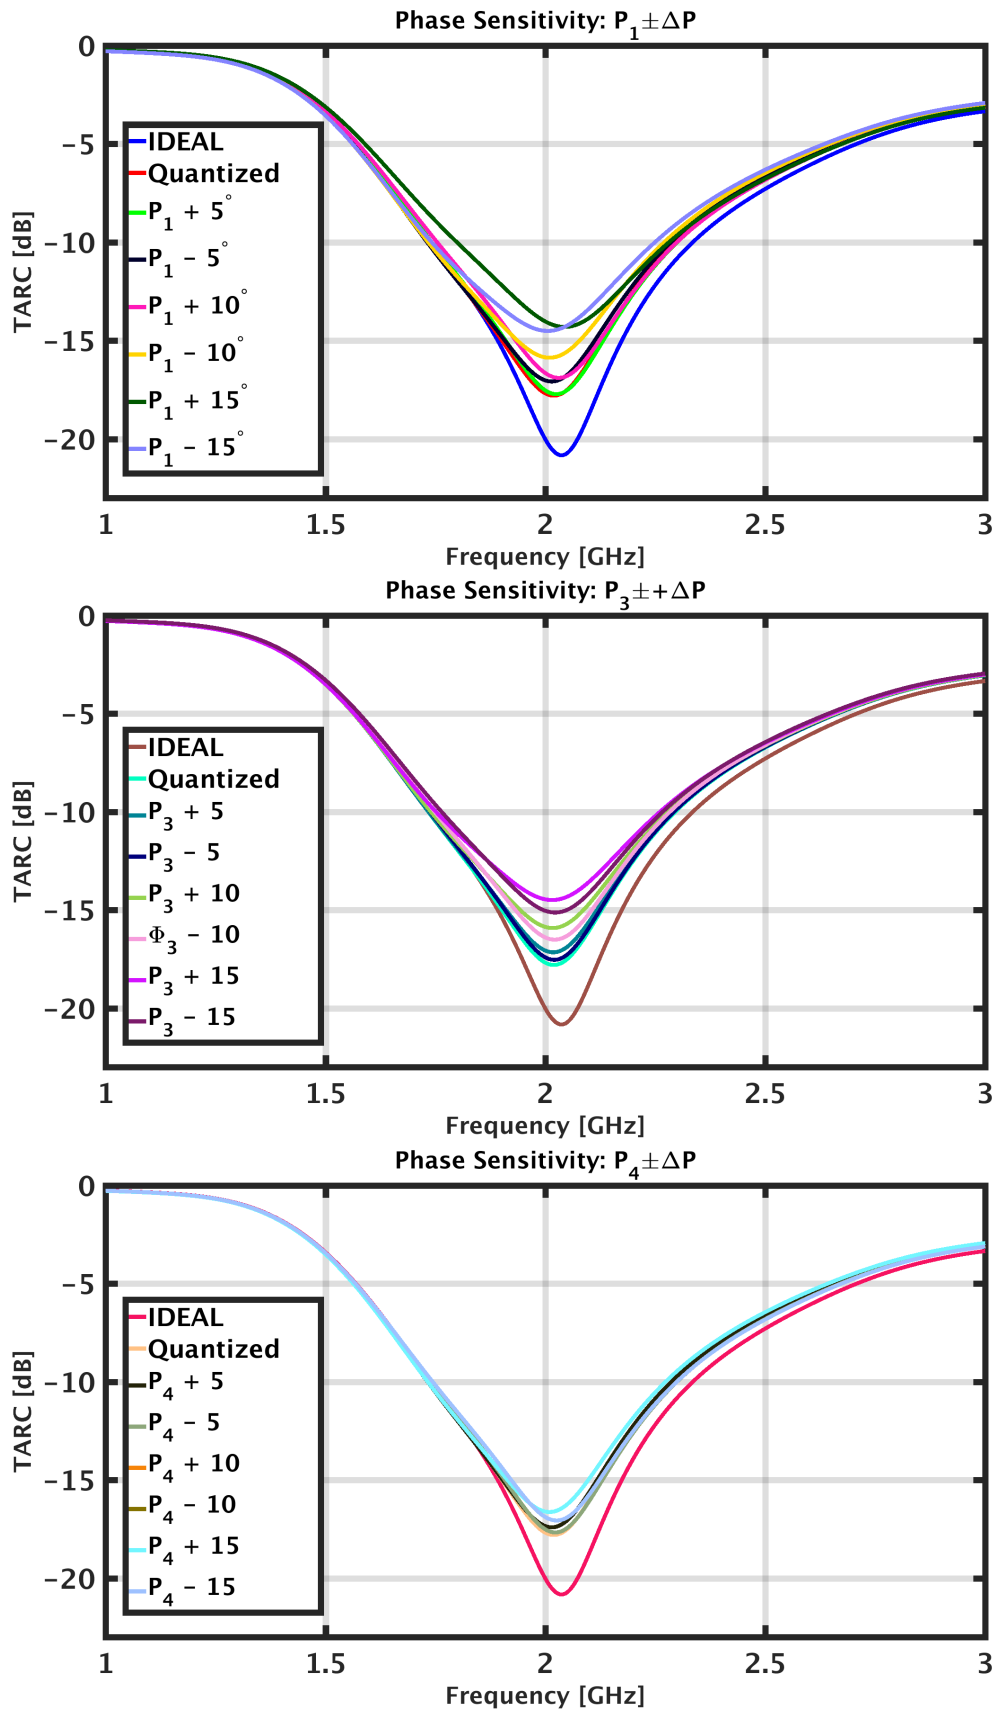 Phase Sensitivity: P1±ΔP
0
−5
−10
−15
−20
TARC [dB]
IDEAL
Quantized
P1 + 5°
P1 − 5°
P1 + 10°
P1 − 10°
P1 + 15°
P1 − 15°
1 1.5 2 2.5 3
Frequency [GHz]
Phase Sensitivity: P3±+ΔP
0
−5
−10
−15
−20
TARC [dB]
IDEAL
Quantized
P3 + 5
P3 − 5
P3 + 10
Φ3 − 10
P3 + 15
P3 − 15
1 1.5 2 2.5 3
Frequency [GHz]
Phase Sensitivity: P4±ΔP
0
−5
−10
−15
−20
TARC [dB]
IDEAL
Quantized
P4 + 5
P4 − 5
P4 + 10
P4 − 10
P4 + 15
P4 − 15
1 1.5 2 2.5 3
Frequency [GHz]